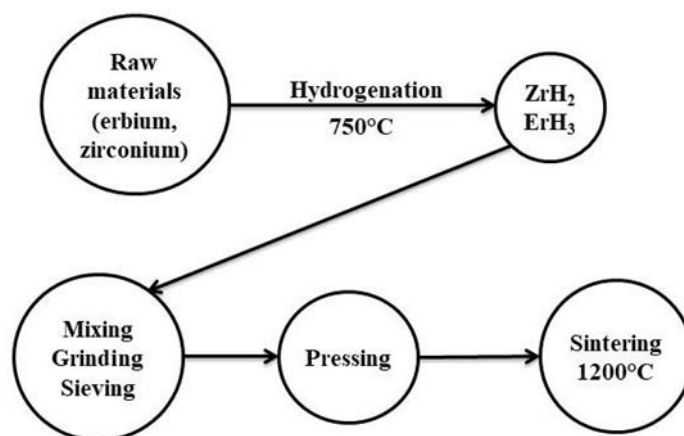 Raw
materials
(erbium,
zirconium)
Hydrogenation
750°C
ZrH₂
ErH₃
Mixing
Grinding
Sieving
Pressing
Sintering
1200°C